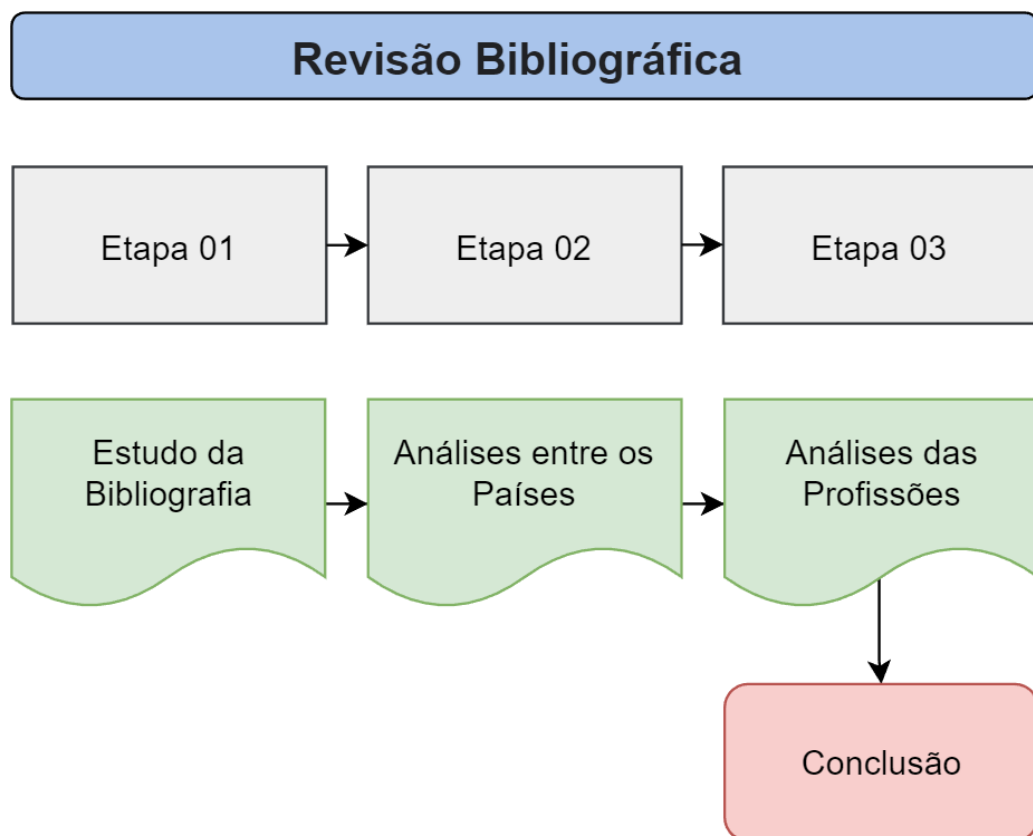 Revisão Bibliográfica
Etapa 01
Etapa 02
Etapa 03
Estudo da
Bibliografia
Análises entre os
Países
Análises das
Profissões
Conclusão